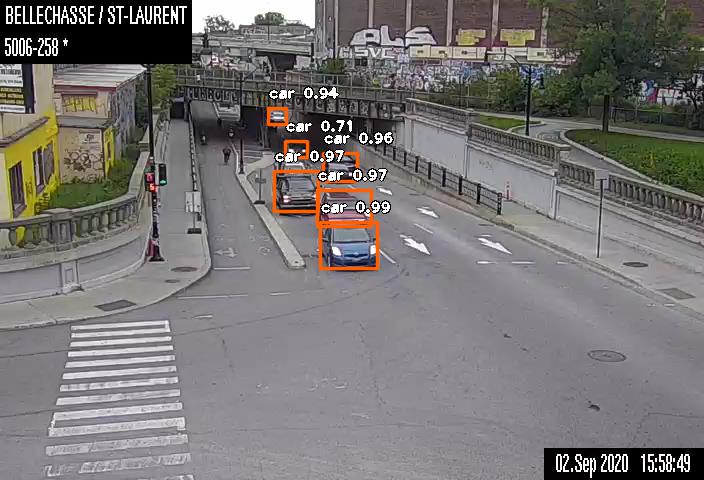 BELLECHASSE / ST-LAURENT
5006-258 *
car 0.94
car 0.71
car 0.96
car 0.97
car 0.97
car 0.99
02.Sep 2020 15:58:49